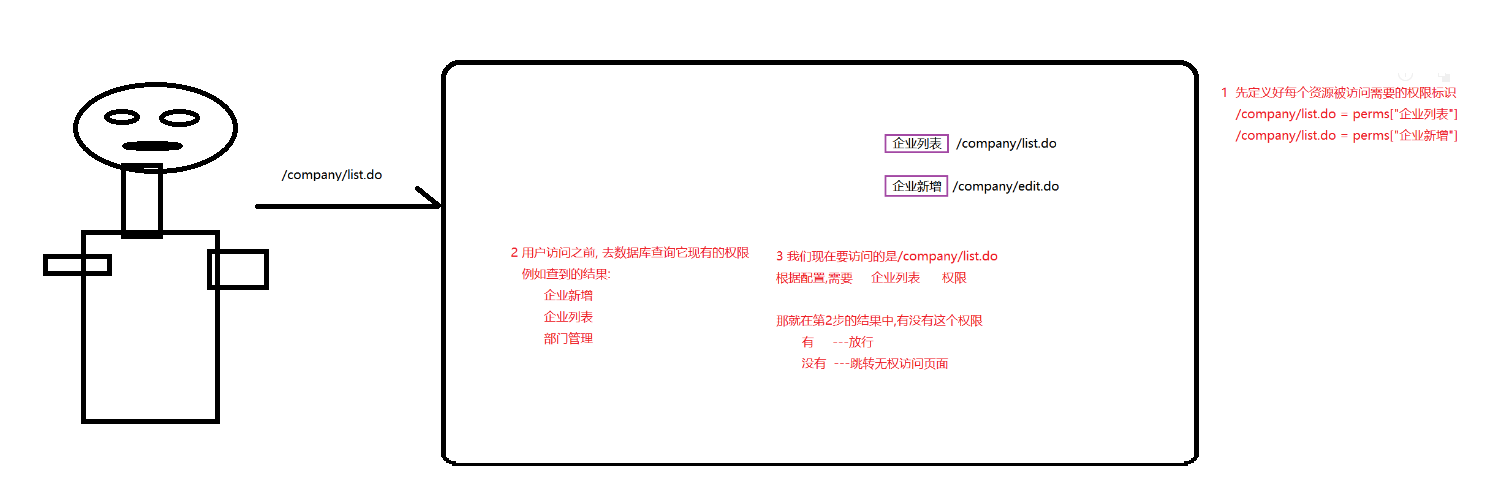 /company/list.do
企业列表 /company/list.do
企业新增 /company/edit.do
1 先定义好每个资源被访问需要的权限标识
/company/list.do = perms["企业列表"]
/company/list.do = perms["企业新增"]
2 用户访问之前, 去数据库查询它现有的权限
例如查到的结果:
企业新增
企业列表
部门管理
3 我们现在要访问的是/company/list.do
根据配置,需要 企业列表 权限
那就在第2步的结果中,有没有这个权限
有 ---放行
没有 ---跳转无权访问页面